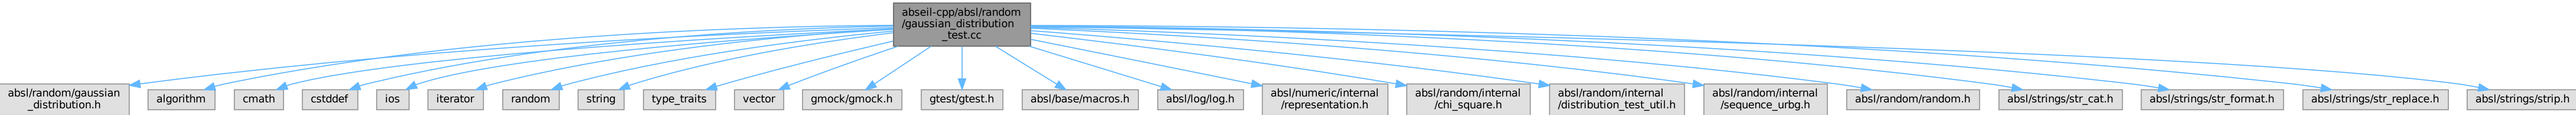 abseil-cpp/absl/random
/gaussian_distribution
_test.cc
absl/random/gaussian
_distribution.h
algorithm
cmath
cstddef
ios
iterator
random
string
type_traits
vector
gmock/gmock.h
gtest/gtest.h
absl/base/macros.h
absl/log/log.h
absl/numeric/internal
/representation.h
absl/random/internal
/chi_square.h
absl/random/internal
/distribution_test_util.h
absl/random/internal
/sequence_urbg.h
absl/random/random.h
absl/strings/str_cat.h
absl/strings/str_format.h
absl/strings/str_replace.h
absl/strings/strip.h